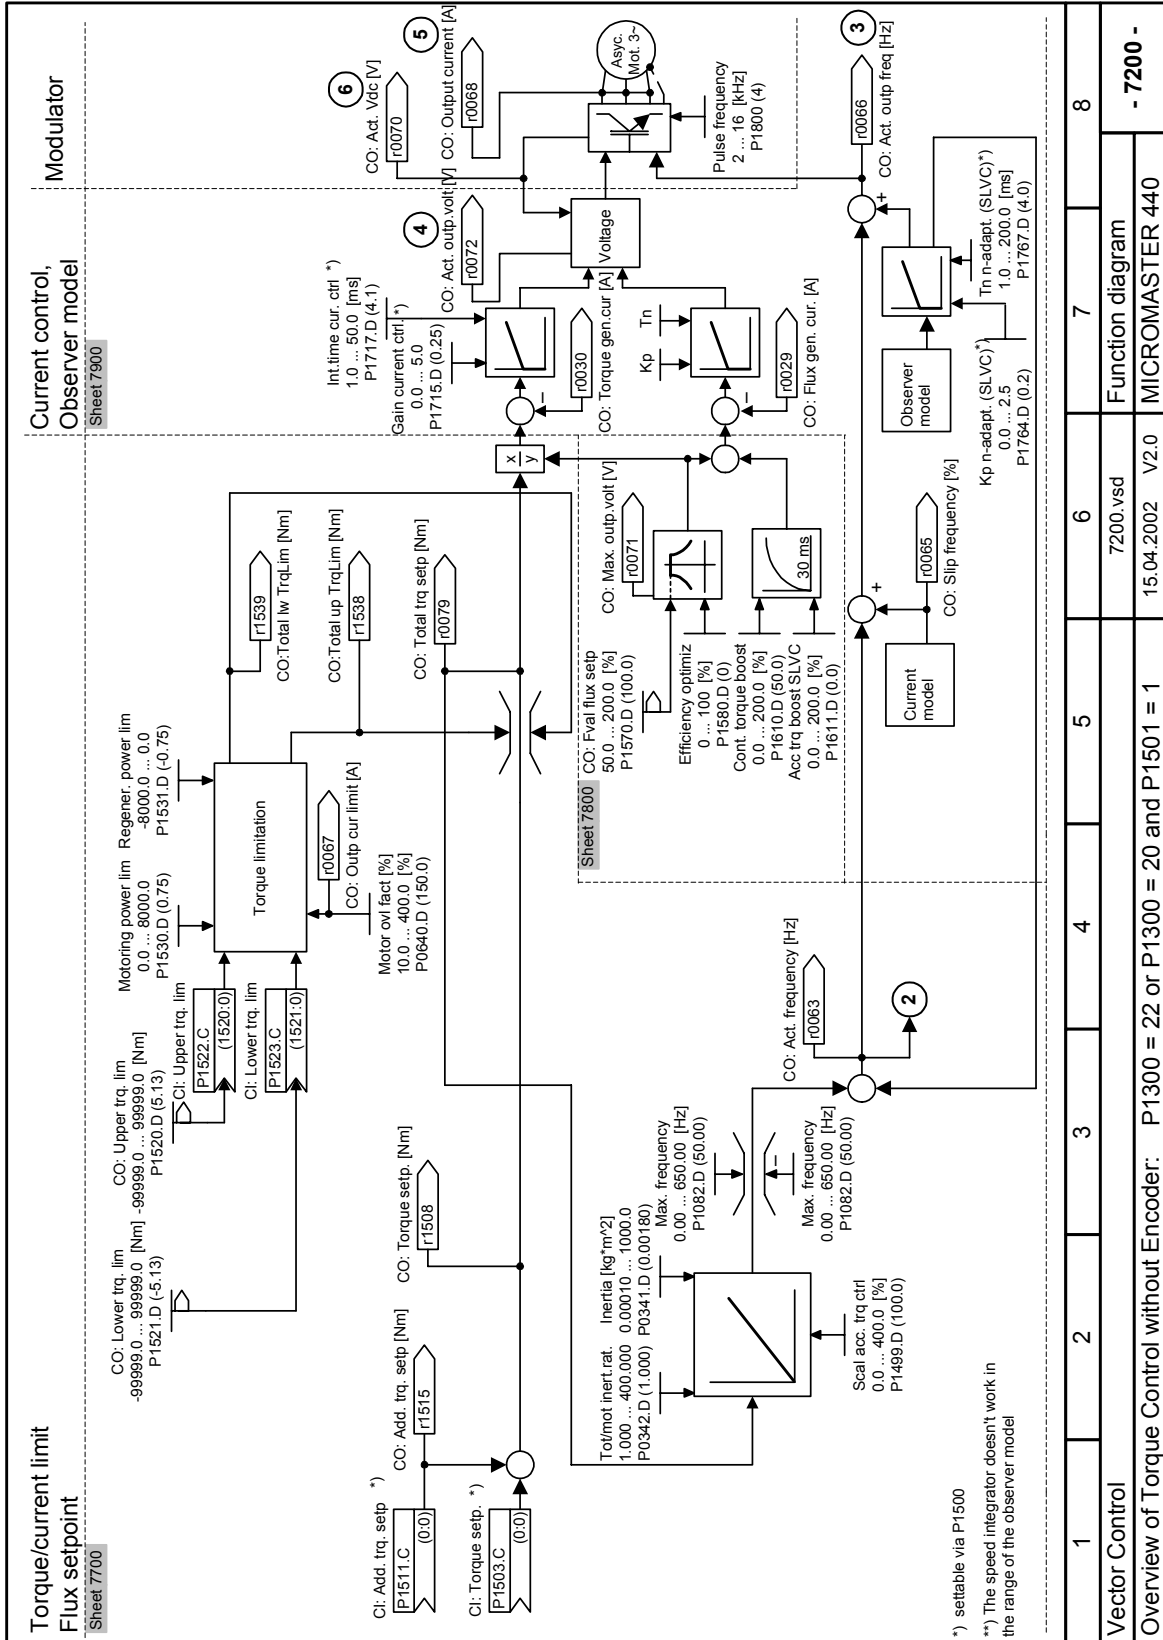 Torque/current limit
Flux setpoint
Sheet 7700
Current control,
Observer model
Sheet 7900
Modulator
CO: Lower trq. lim
-99999.0 ... 99999.0 [Nm]
P1521.D (-5.13)
CO: Upper trq. lim
-99999.0 ... 99999.0 [Nm]
P1520.D (5.13)
CI: Upper trq. lim
P1522.C
(1520:0)
CI: Lower trq. lim
P1523.C
(1521:0)
Motoring power lim
0.0 ... 8000.0
P1530.D (0.75)
Regener. power lim
-8000.0 ... 0.0
P1531.D (-0.75)
Torque limitation
r0067
CO: Outp cur limit [A]
Motor ovl fact [%]
10.0 ... 400.0 [%]
P0640.D (150.0)
r1539
CO:Total lw TrqLim [Nm]
r1538
CO:Total up TrqLim [Nm]
CO: Total trq setp [Nm]
r0079
CI: Add. trq. setp *)
P1511.C
(0:0)
CO: Add. trq. setp [Nm]
r1515
CI: Torque setp. *)
P1503.C
(0:0)
CO: Torque setp. [Nm]
r1508
x
y
Int.time cur. ctrl *)
1.0 ... 50.0 [ms]
P1717.D (4.1)
Gain current ctrl. *)
0.0 ... 5.0
P1715.D (0.25)
–
r0030
CO: Torque gen.cur [A]
Kp
Tn
–
r0029
CO: Flux gen. cur. [A]
Voltage
4
CO: Act. outp.volt [V]
r0072
6
CO: Act. Vdc [V]
r0070
5
CO: Output current [A]
r0068
Asyc.
Mot. 3~
Pulse frequency
2 ... 16 [kHz]
P1800 (4)
Sheet 7800
CO: Fval flux setp
50.0 ... 200.0 [%]
P1570.D (100.0)
CO: Max. outp.volt [V]
r0071
Efficiency optimiz
0 ... 100 [%]
P1580.D (0)
Cont. torque boost
0.0 ... 200.0 [%]
P1610.D (50.0)
Acc trq boost SLVC
0.0 ... 200.0 [%]
P1611.D (0.0)
30 ms
Tot/mot inert.rat.
1.000 ... 400.000
P0342.D (1.000)
Inertia [kg*m^2]
0.00010 ... 1000.0
P0341.D (0.00180)
Scal acc. trq ctrl
0.0 ... 400.0 [%]
P1499.D (100.0)
Max. frequency
0.00 ... 650.00 [Hz]
P1082.D (50.00)
–
Max. frequency
0.00 ... 650.00 [Hz]
P1082.D (50.00)
CO: Act. frequency [Hz]
r0063
2
Current
model
+
r0065
CO: Slip frequency [%]
Observer
model
Kp n-adapt. (SLVC)*)
0.0 ... 2.5
P1764.D (0.2)
Tn n-adapt. (SLVC)*)
1.0 ... 200.0 [ms]
P1767.D (4.0)
+
3
r0066
CO: Act. outp freq [Hz]
*) settable via P1500
**) The speed integrator doesn't work in
the range of the observer model
1 2 3 4 5 6 7 8
Vector Control
7200.vsd
Function diagram
- 7200 -
Overview of Torque Control without Encoder: P1300 = 22 or P1300 = 20 and P1501 = 1
15.04.2002 V2.0
MICROMASTER 440